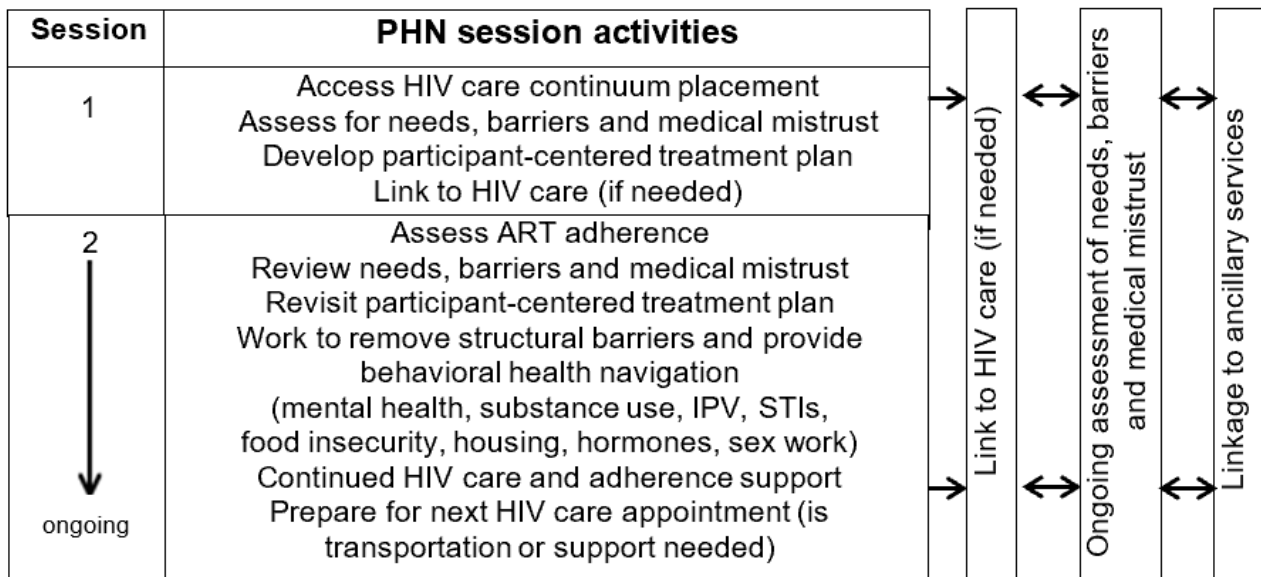 Session
PHN session activities
1
Access HIV care continuum placement
Assess for needs, barriers and medical mistrust
Develop participant-centered treatment plan
Link to HIV care (if needed)
2
ongoing
Assess ART adherence
Review needs, barriers and medical mistrust
Revisit participant-centered treatment plan
Work to remove structural barriers and provide
behavioral health navigation
(mental health, substance use, IPV, STIs,
food insecurity, housing, hormones, sex work)
Continued HIV care and adherence support
Prepare for next HIV care appointment (is
transportation or support needed)
Link to HIV care (if needed)
Ongoing assessment of needs, barriers
and medical mistrust
Linkage to ancillary services